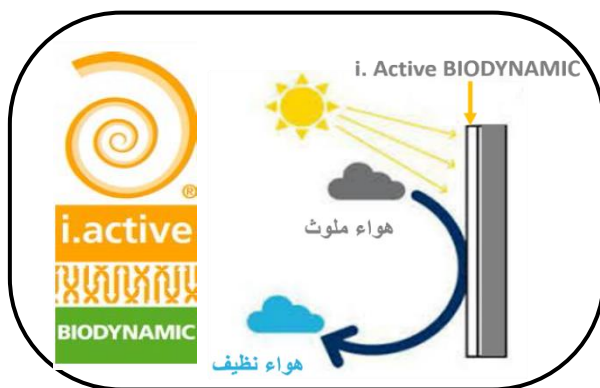 i. Active BIODYNAMIC
®
i.active
BIODYNAMIC
هواء ملوث
هواء نظيف